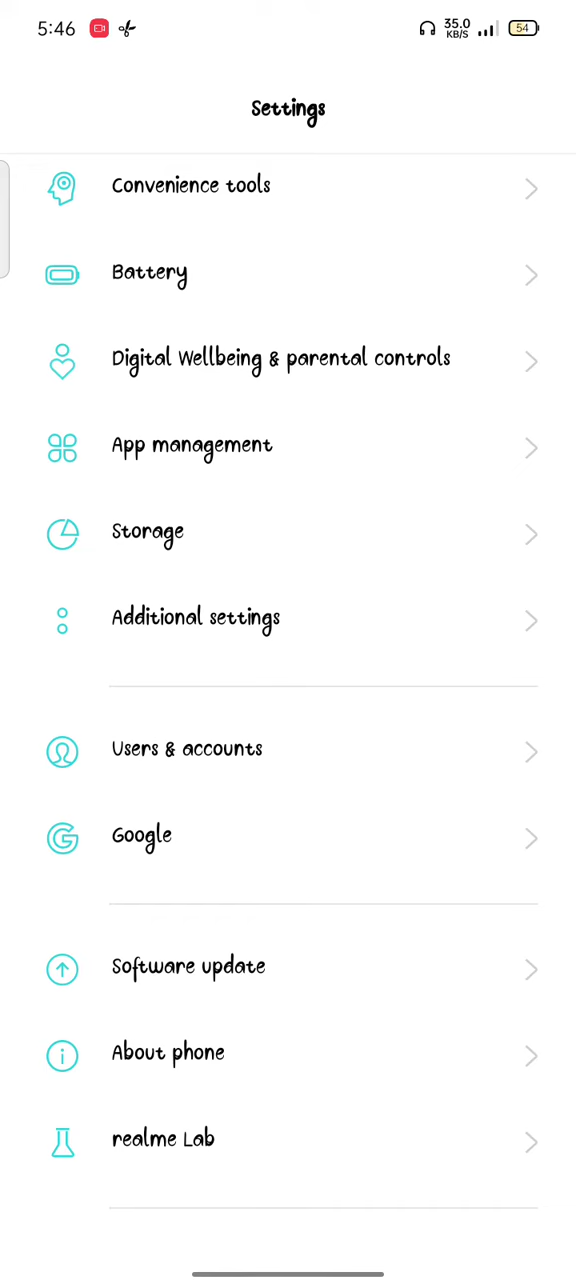 5:46 35.0 KB/S 54
Settings
Convenience tools
Battery
Digital Wellbeing & parental controls
App management
Storage
Additional settings
Users & accounts
Google
Software update
About phone
realme Lab